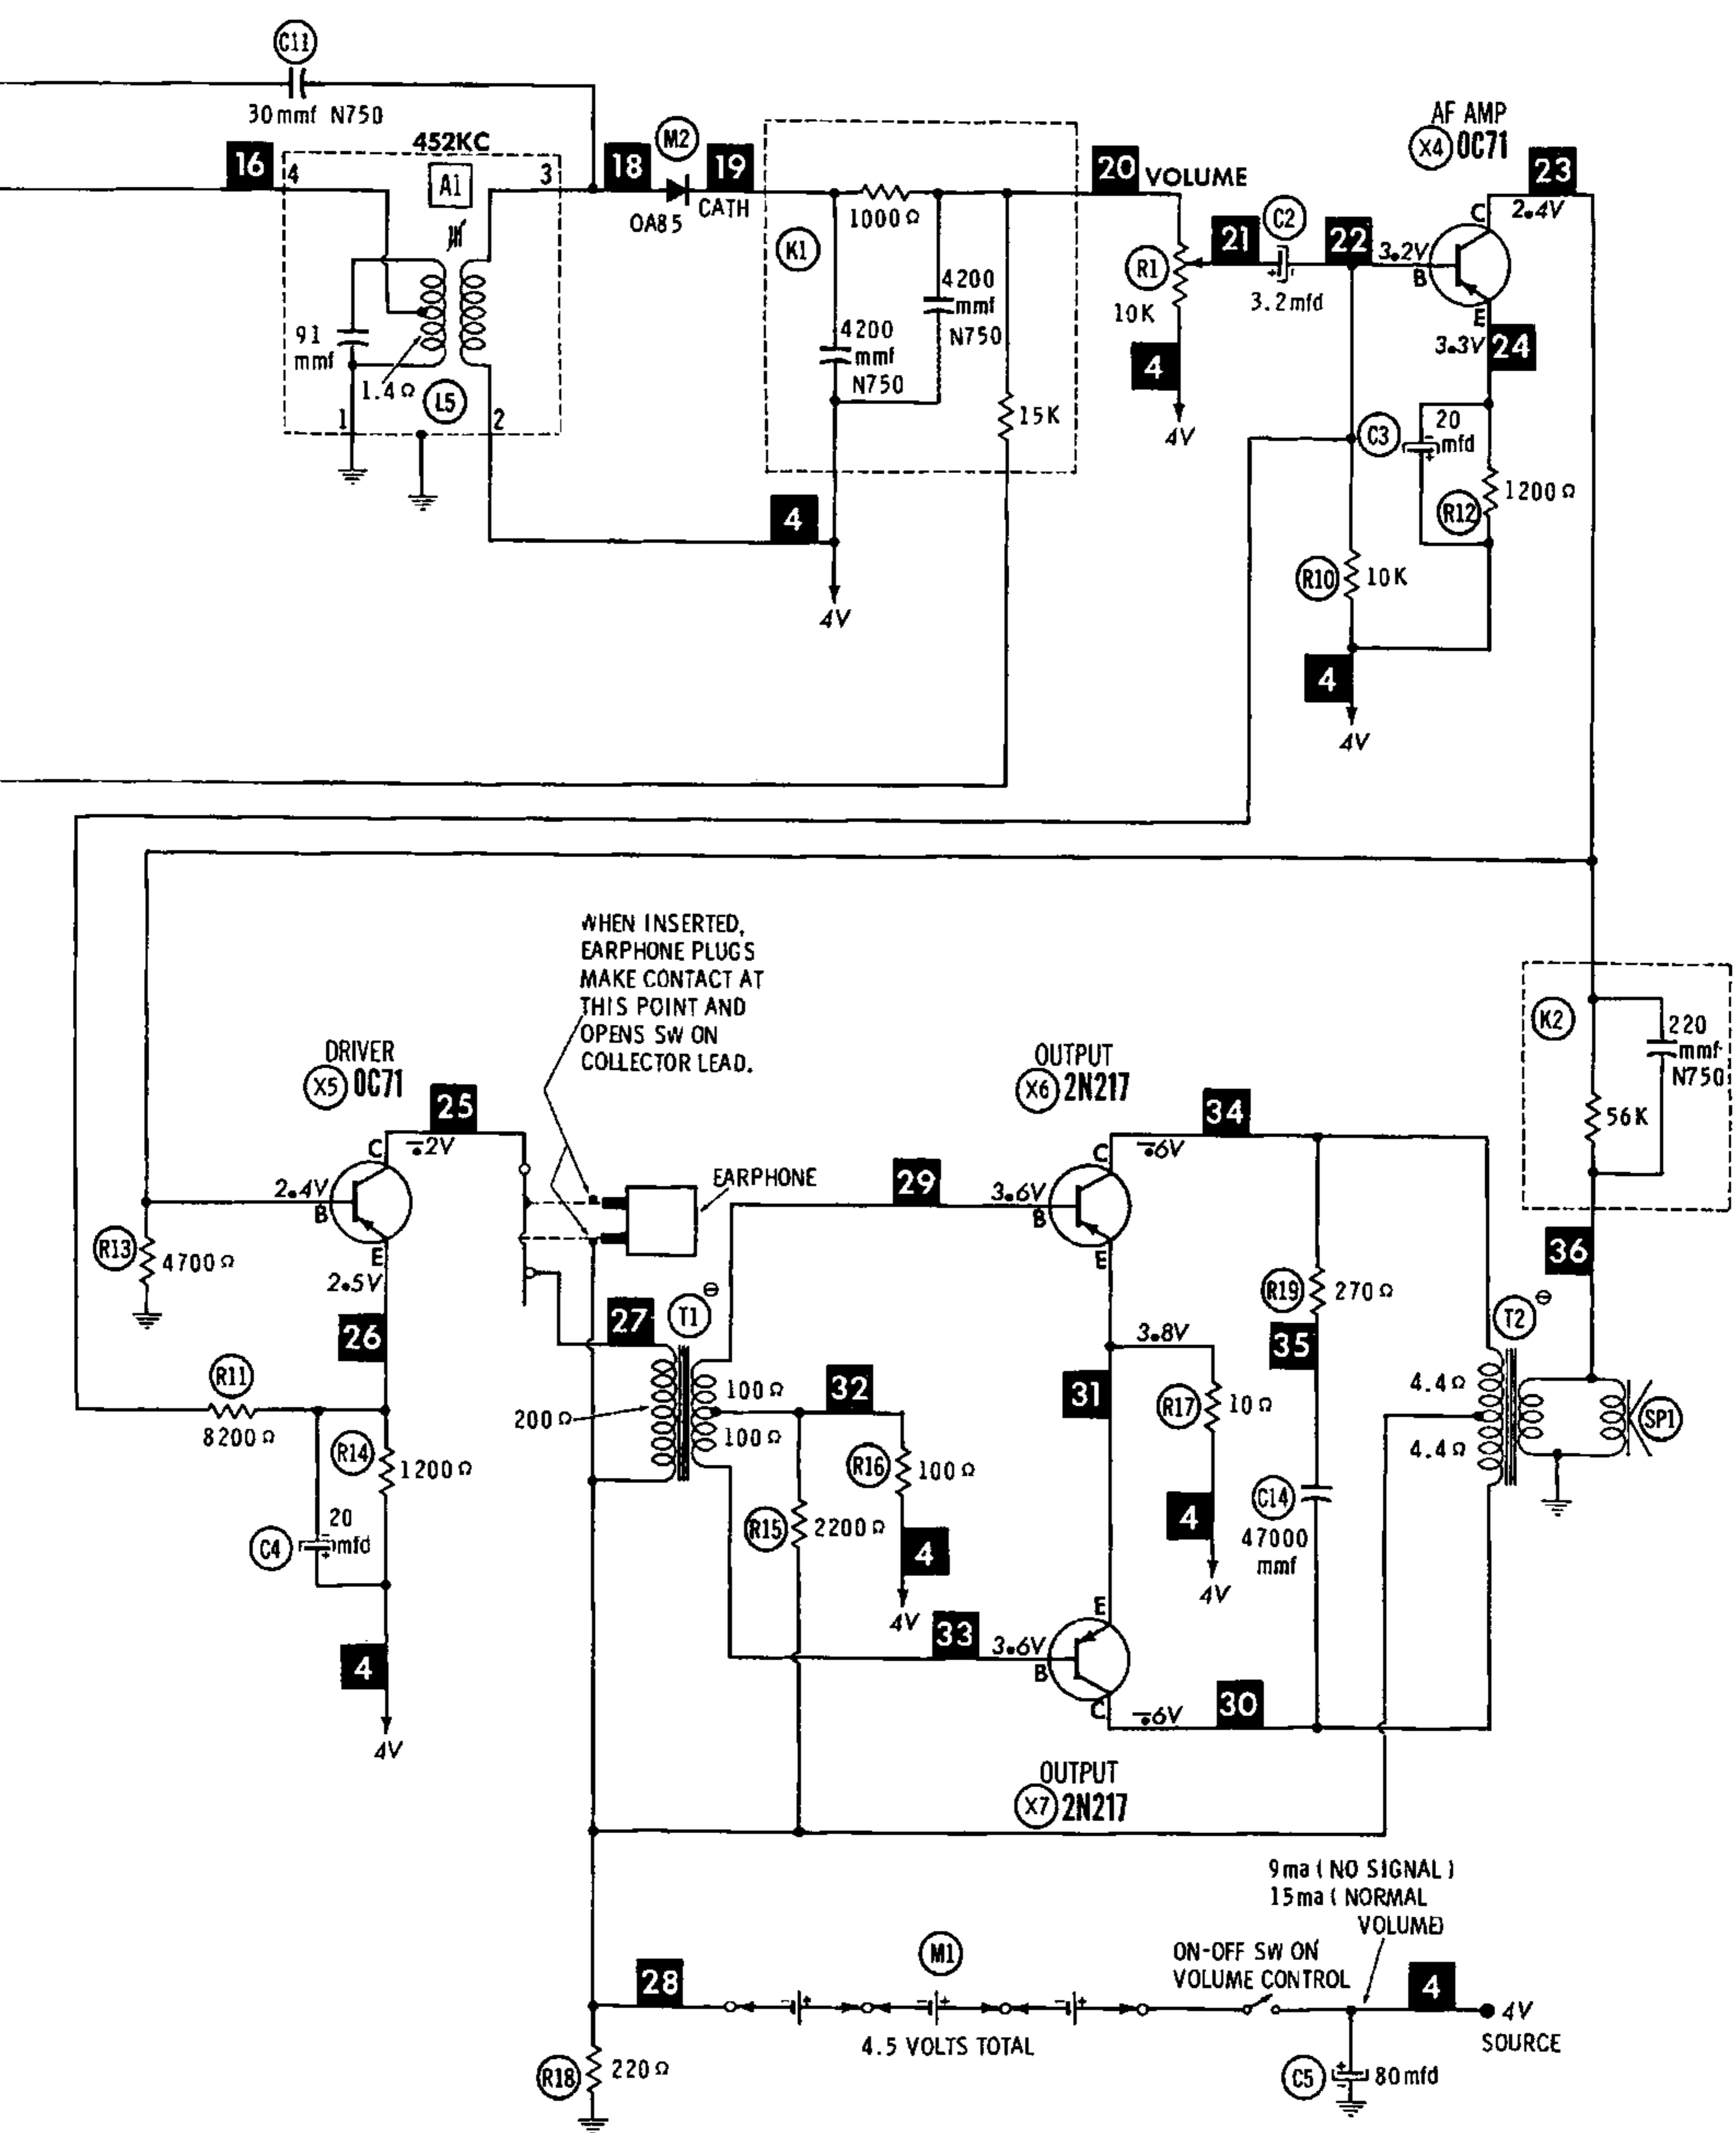 C11
30mmf N750
452KC
16
4
A1
3
18
M2
19
OA85
CATH
K1
1000Ω
4200
mmf
N750
4200
mmf
N750
15K
91
mmf
1.4Ω
L5
1
2
4
4V
20
VOLUME
R1
10K
4
4V
21
C2
3.2mfd
22
3.2V
B
AF AMP
X4 OC71
C
23
2.4V
E
3.3V
24
C3
20
mfd
R12
1200Ω
R10
10K
4
4V
WHEN INSERTED,
EARPHONE PLUGS
MAKE CONTACT AT
THIS POINT AND
OPENS SW ON
COLLECTOR LEAD.
K2
220
mmf
N750
56K
36
DRIVER
X5 OC71
25
C
-.2V
2.4V
B
E
2.5V
26
R13
4700Ω
R11
8200Ω
R14
1200Ω
C4
20
mfd
4
4V
EARPHONE
27
T1
200Ω
100Ω
100Ω
32
R16
100Ω
4
4V
R15
2200Ω
OUTPUT
X6 2N217
29
3.6V
B
C
-.6V
34
E
3.8V
31
R17
10Ω
4
4V
R19
270Ω
35
C14
47000
mmf
T2
4.4Ω
4.4Ω
SP1
33
3.6V
B
E
C
-.6V
30
OUTPUT
X7 2N217
9ma (NO SIGNAL)
15ma (NORMAL
VOLUME)
28
M1
- +
- +
- +
4.5 VOLTS TOTAL
ON-OFF SW ON
VOLUME CONTROL
4
4V
SOURCE
R18
220Ω
C5
80mfd